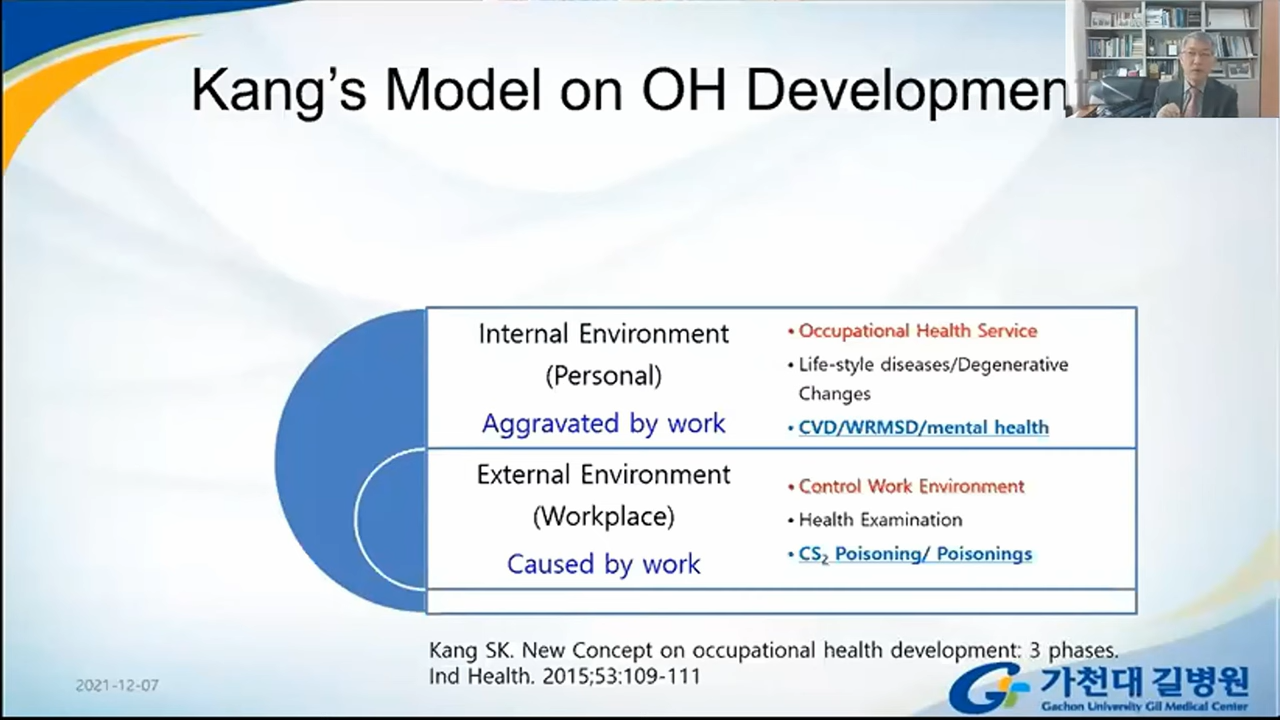 Kang's Model on OH Development
Internal Environment
(Personal)
Aggravated by work
• Occupational Health Service
• Life-style diseases/Degenerative
Changes
• CVD/WRMSD/mental health
External Environment
(Workplace)
Caused by work
• Control Work Environment
• Health Examination
• CS₂ Poisoning/ Poisonings
Kang SK. New Concept on occupational health development: 3 phases.
Ind Health. 2015;53:109-111
2021-12-07
가천대 길병원
Gachon University Gil Medical Center